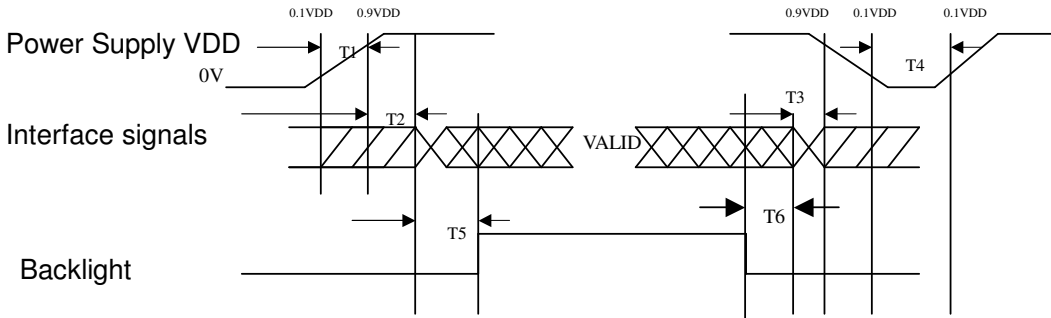 0.1VDD 0.9VDD 0.9VDD 0.1VDD 0.1VDD
Power Supply VDD
T1
T4
0V
T2
T3
Interface signals
VALID
T5
T6
Backlight